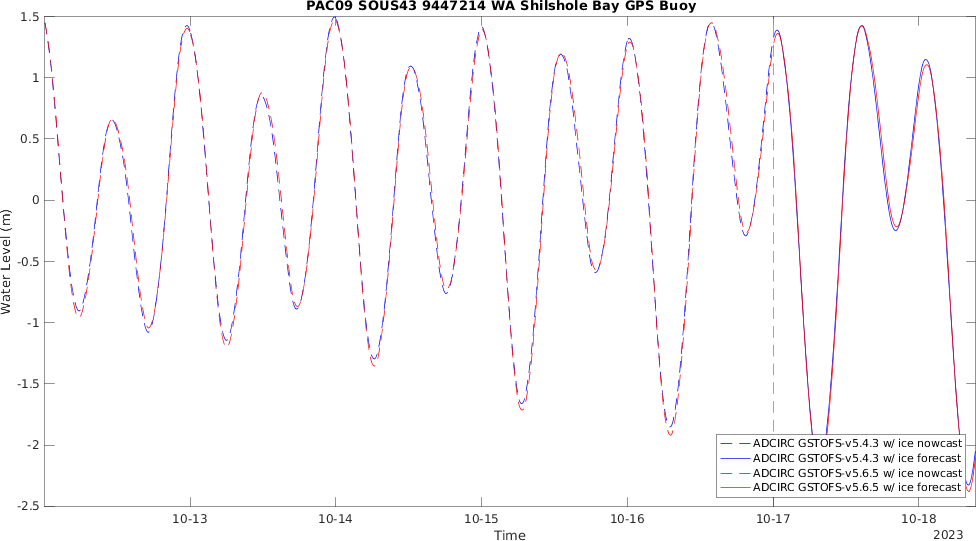 PAC09 SOUS43 9447214 WA Shilshole Bay GPS Buoy
1.5
1
0.5
0
-0.5
-1
-1.5
-2
-2.5
Water Level (m)
ADCIRC GSTOFS-v5.4.3 w/ ice nowcast
ADCIRC GSTOFS-v5.4.3 w/ ice forecast
ADCIRC GSTOFS-v5.6.5 w/ ice nowcast
ADCIRC GSTOFS-v5.6.5 w/ ice forecast
10-13 10-14 10-15 10-16 10-17 10-18
Time
2023